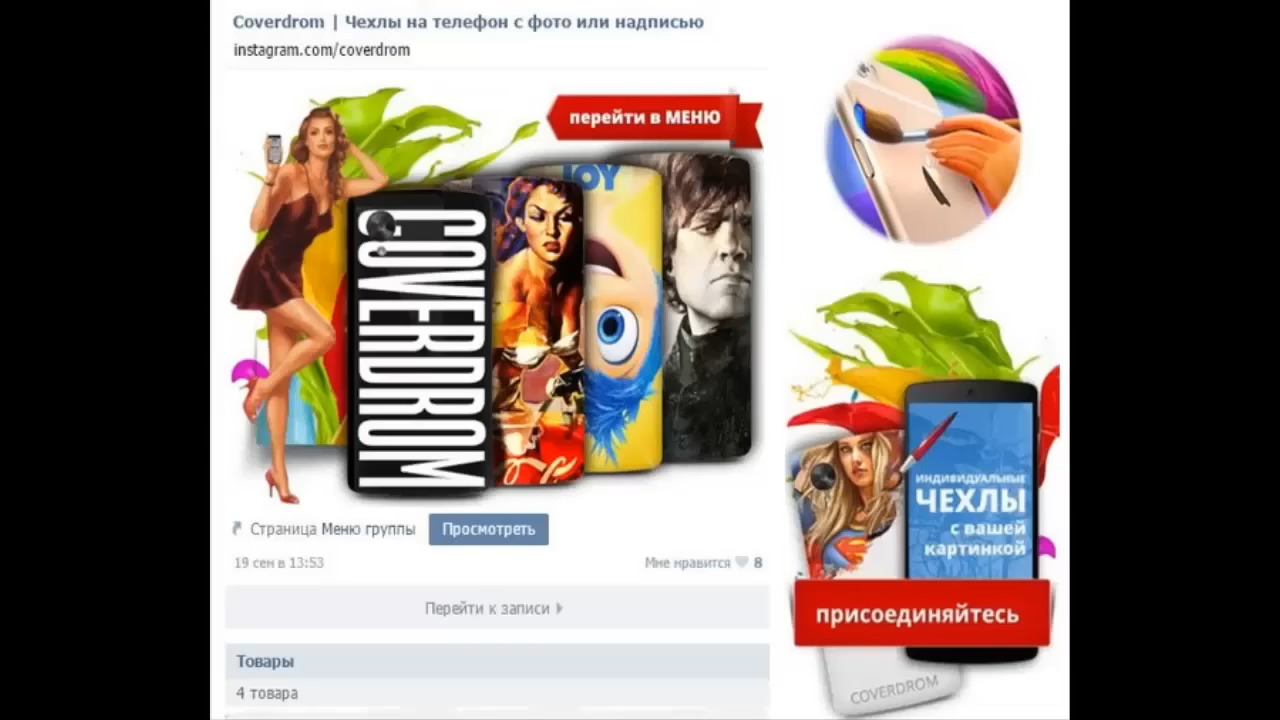 Coverdrom | Чехлы на телефон с фото или надписью
instagram.com/coverdrom
перейти в МЕНЮ
COVERDROM
JOY
Страница Меню группы
Просмотреть
19 сен в 13:53
Мне нравится 8
Перейти к записи
Товары
4 товара
ИНДИВИДУАЛЬНЫЕ
ЧЕХЛЫ
с вашей
картинкой
присоединяйтесь
COVERDROM